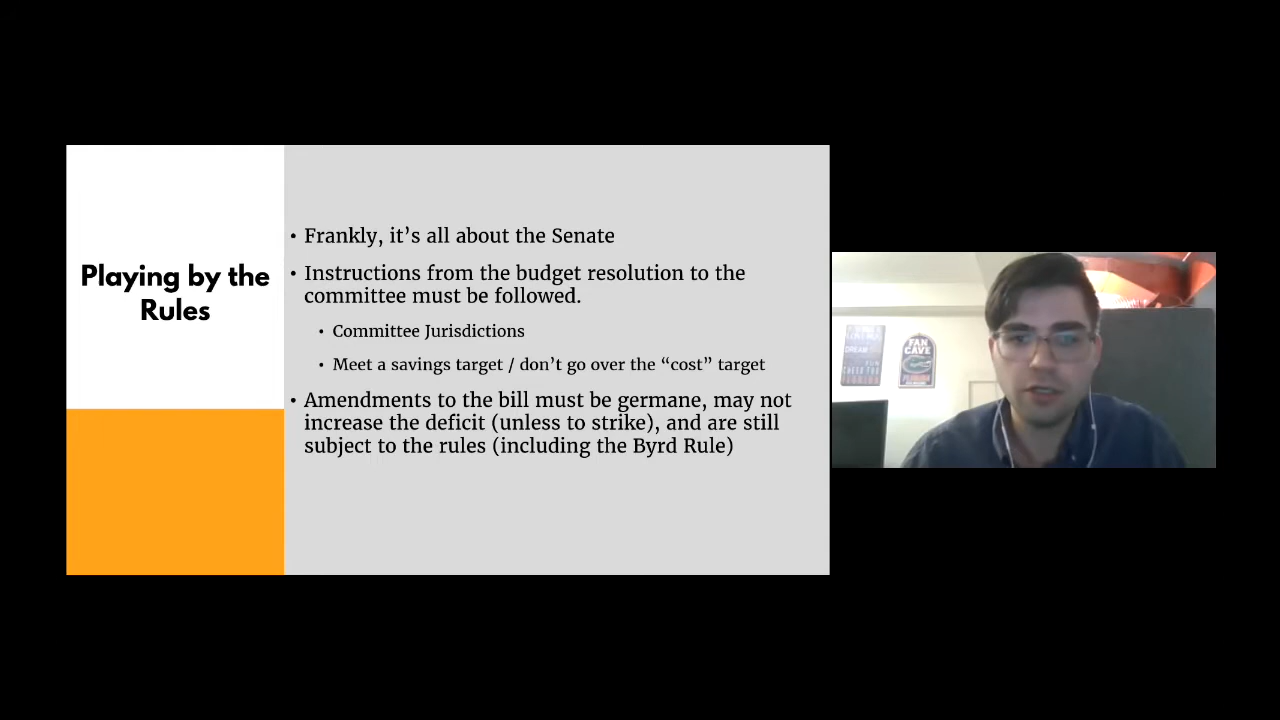 Playing by the
Rules
• Frankly, it’s all about the Senate
• Instructions from the budget resolution to the
committee must be followed.
• Committee Jurisdictions
• Meet a savings target / don’t go over the “cost” target
• Amendments to the bill must be germane, may not
increase the deficit (unless to strike), and are still
subject to the rules (including the Byrd Rule)
DREAM
FAN
CAVE
FLORIDA